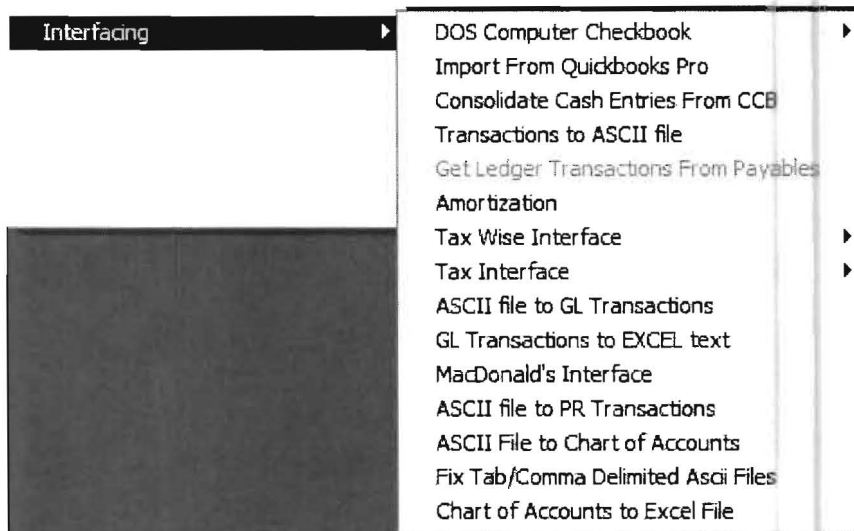 Interfacing
DOS Computer Checkbook
Import From Quickbooks Pro
Consolidate Cash Entries From CCB
Transactions to ASCII file
Get Ledger Transactions From Payables
Amortization
Tax Wise Interface
Tax Interface
ASCII file to GL Transactions
GL Transactions to EXCEL text
MacDonald's Interface
ASCII file to PR Transactions
ASCII File to Chart of Accounts
Fix Tab/Comma Delimited Ascii Files
Chart of Accounts to Excel File